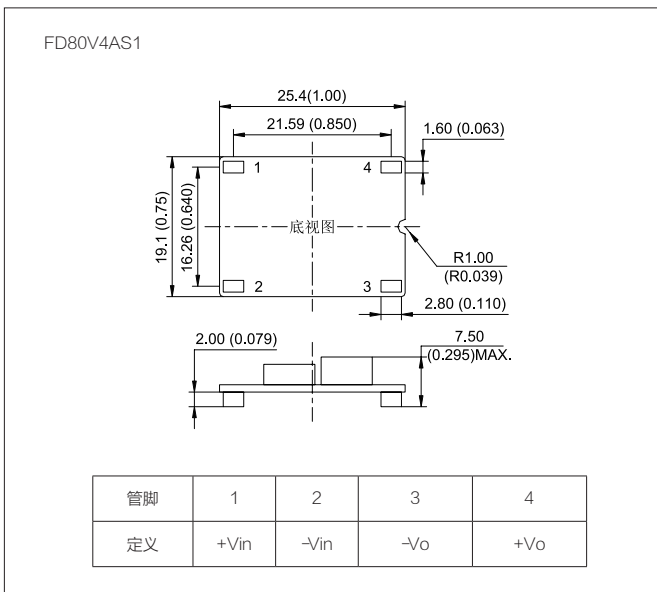 FD80V4AS1
25.4(1.00)
21.59 (0.850)
1.60 (0.063)
1
4
19.1 (0.75)
16.26 (0.640)
底视图
R1.00
(R0.039)
2
3
2.80 (0.110)
2.00 (0.079)
7.50
(0.295)MAX.
管脚 1 2 3 4
定义 +Vin -Vin -Vo +Vo